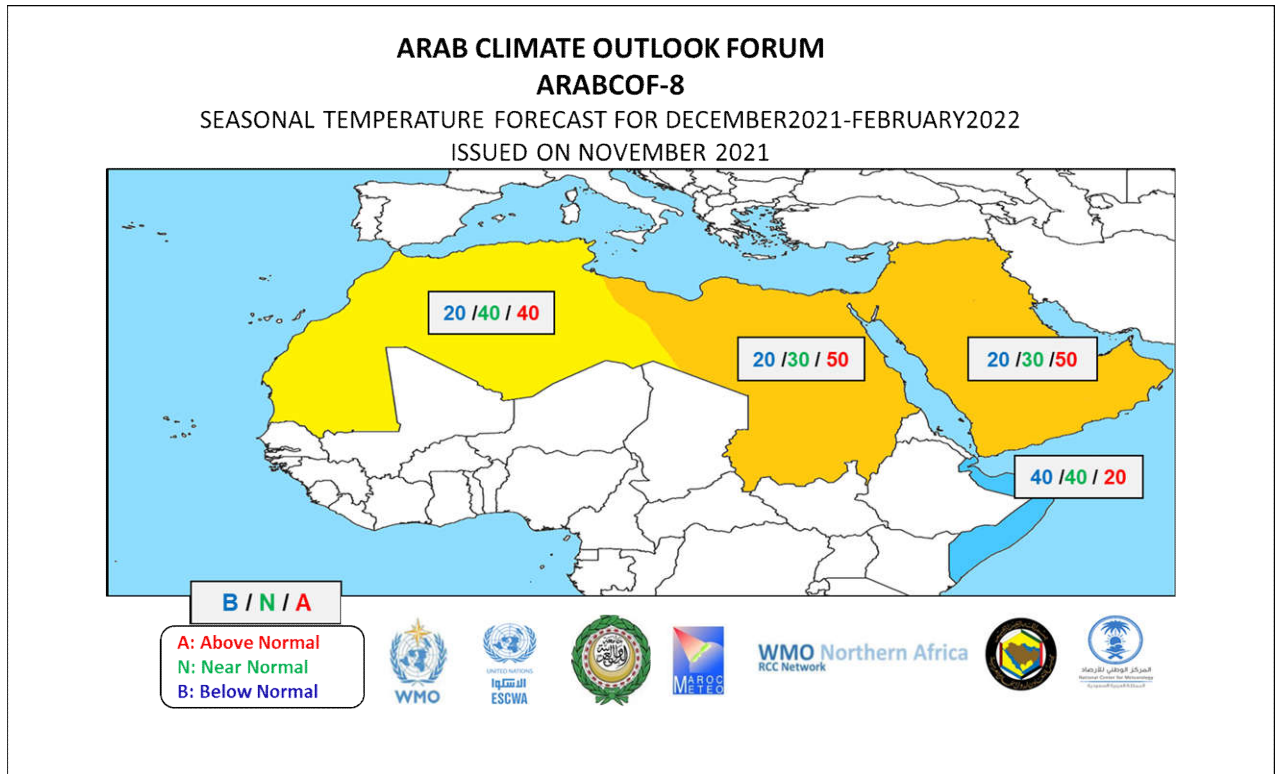 ARAB CLIMATE OUTLOOK FORUM
ARABCOF-8
SEASONAL TEMPERATURE FORECAST FOR DECEMBER2021-FEBRUARY2022
ISSUED ON NOVEMBER 2021
20 /40 / 40
20 /30 / 50
20 /30 /50
40 /40 / 20
B / N / A
A: Above Normal
N: Near Normal
B: Below Normal
WMO
UNITED NATIONS
الاسكوا
ESCWA
MAROC
METEO
WMO Northern Africa
RCC Network
المركز الوطني للأرصاد
National Center for Meteorology